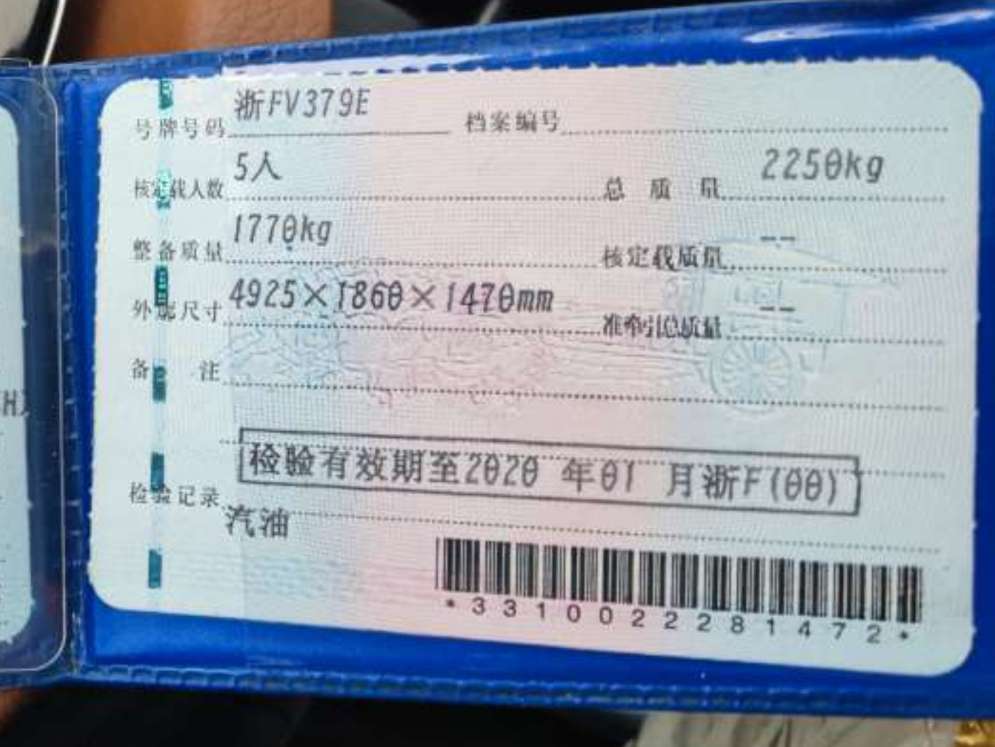 号牌号码 浙FV379E 档案编号
核定载人数 5人 总质量 2250kg
整备质量 1770kg 核定载质量 --
外廓尺寸 4925×1860×1470mm 准牵引总质量 --
备注
检验有效期至2020 年01 月浙F(00)
检验记录
汽油
*3310022281472*